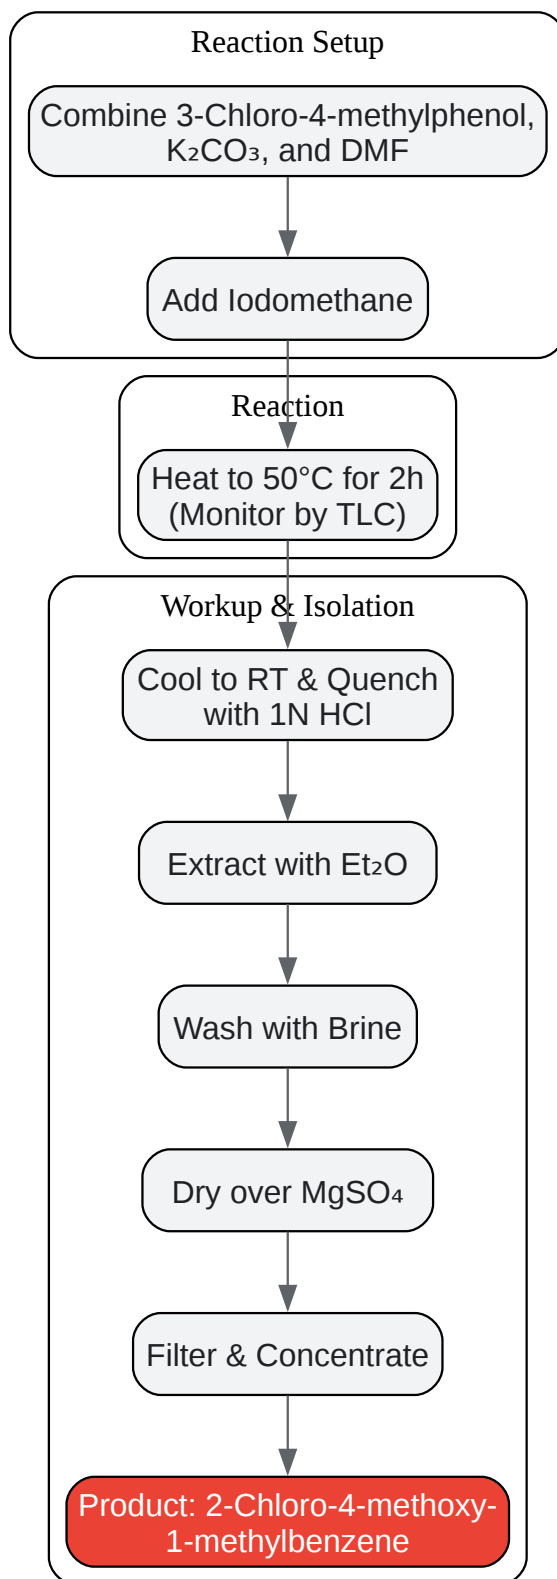 Reaction Setup
Combine 3-Chloro-4-methylphenol,
K₂CO₃, and DMF
Add Iodomethane
Reaction
Heat to 50°C for 2h
(Monitor by TLC)
Workup & Isolation
Cool to RT & Quench
with 1N HCl
Extract with Et₂O
Wash with Brine
Dry over MgSO₄
Filter & Concentrate
Product: 2-Chloro-4-methoxy-
1-methylbenzene